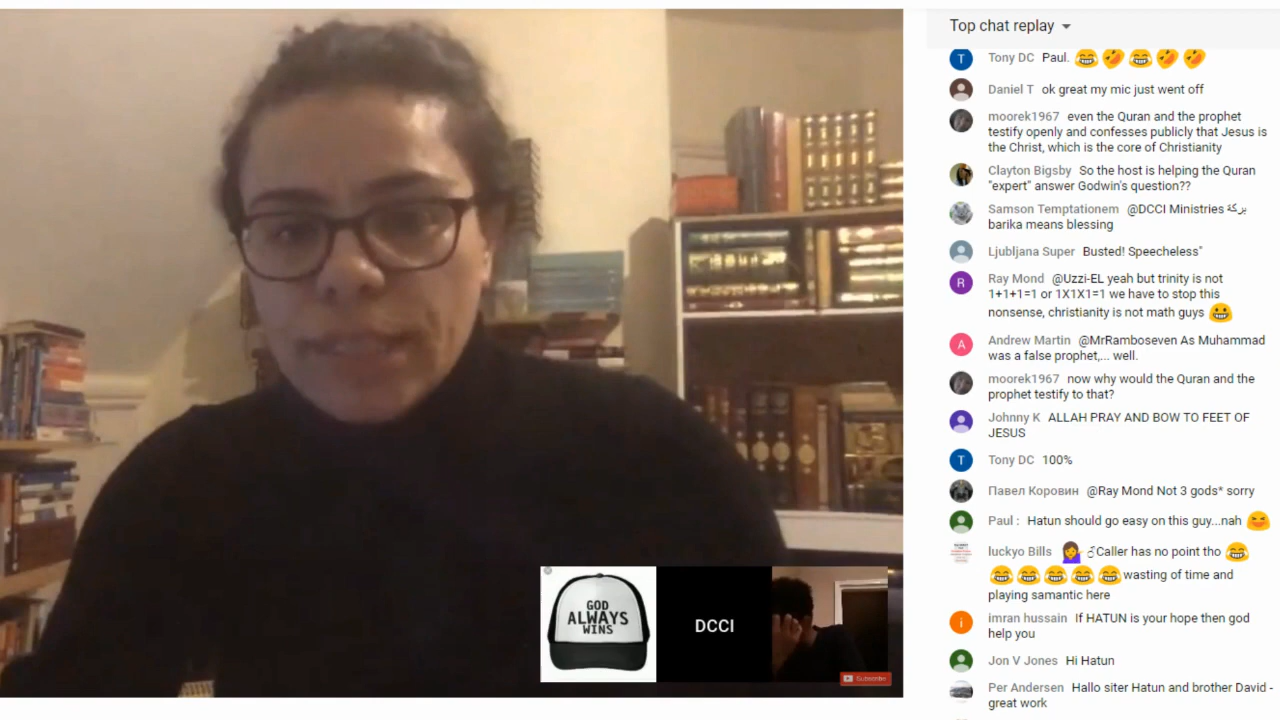 GOD
ALWAYS
WINS
DCCI
Subscribe
Top chat replay
Tony DC Paul. 😂🤣😂🤣🤣
Daniel T ok great my mic just went off
moorek1967 even the Quran and the prophet
testify openly and confesses publicly that Jesus is
the Christ, which is the core of Christianity
Clayton Bigsby So the host is helping the Quran
"expert" answer Godwin's question??
Samson Temptationem @DCCI Ministries بركة
barika means blessing
Ljubljana Super Busted! Speecheless"
Ray Mond @Uzzi-EL yeah but trinity is not
1+1+1=1 or 1X1X1=1 we have to stop this
nonsense, christianity is not math guys 😀
Andrew Martin @MrRamboseven As Muhammad
was a false prophet,... well.
moorek1967 now why would the Quran and the
prophet testify to that?
Johnny K ALLAH PRAY AND BOW TO FEET OF
JESUS
Tony DC 100%
Павел Коровин @Ray Mond Not 3 gods* sorry
Paul : Hatun should go easy on this guy...nah 😆
luckyo Bills 🤷‍♀️Caller has no point tho 😂
😂😂😂😂😂wasting of time and
playing samantic here
imran hussain If HATUN is your hope then god
help you
Jon V Jones Hi Hatun
Per Andersen Hallo siter Hatun and brother David -
great work